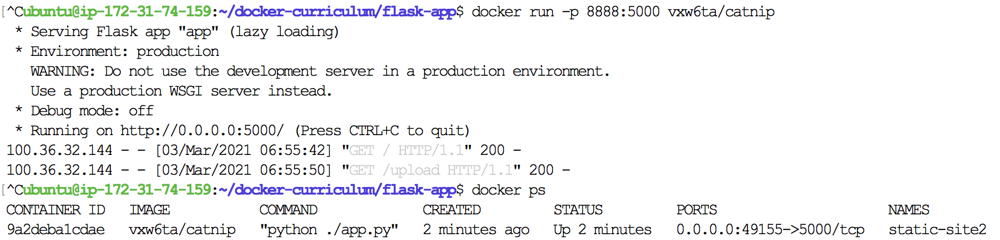 [^Cubuntu@ip-172-31-74-159:~/docker-curriculum/flask-app$ docker run -p 8888:5000 vxw6ta/catnip
 * Serving Flask app "app" (lazy loading)
 * Environment: production
   WARNING: Do not use the development server in a production environment.
   Use a production WSGI server instead.
 * Debug mode: off
 * Running on http://0.0.0.0:5000/ (Press CTRL+C to quit)
100.36.32.144 - - [03/Mar/2021 06:55:42] "GET / HTTP/1.1" 200 -
100.36.32.144 - - [03/Mar/2021 06:55:50] "GET /upload HTTP/1.1" 200 -
[^Cubuntu@ip-172-31-74-159:~/docker-curriculum/flask-app$ docker ps
CONTAINER ID   IMAGE           COMMAND             CREATED         STATUS         PORTS                     NAMES
9a2deba1cdae   vxw6ta/catnip   "python ./app.py"   2 minutes ago   Up 2 minutes   0.0.0.0:49155->5000/tcp   static-site2